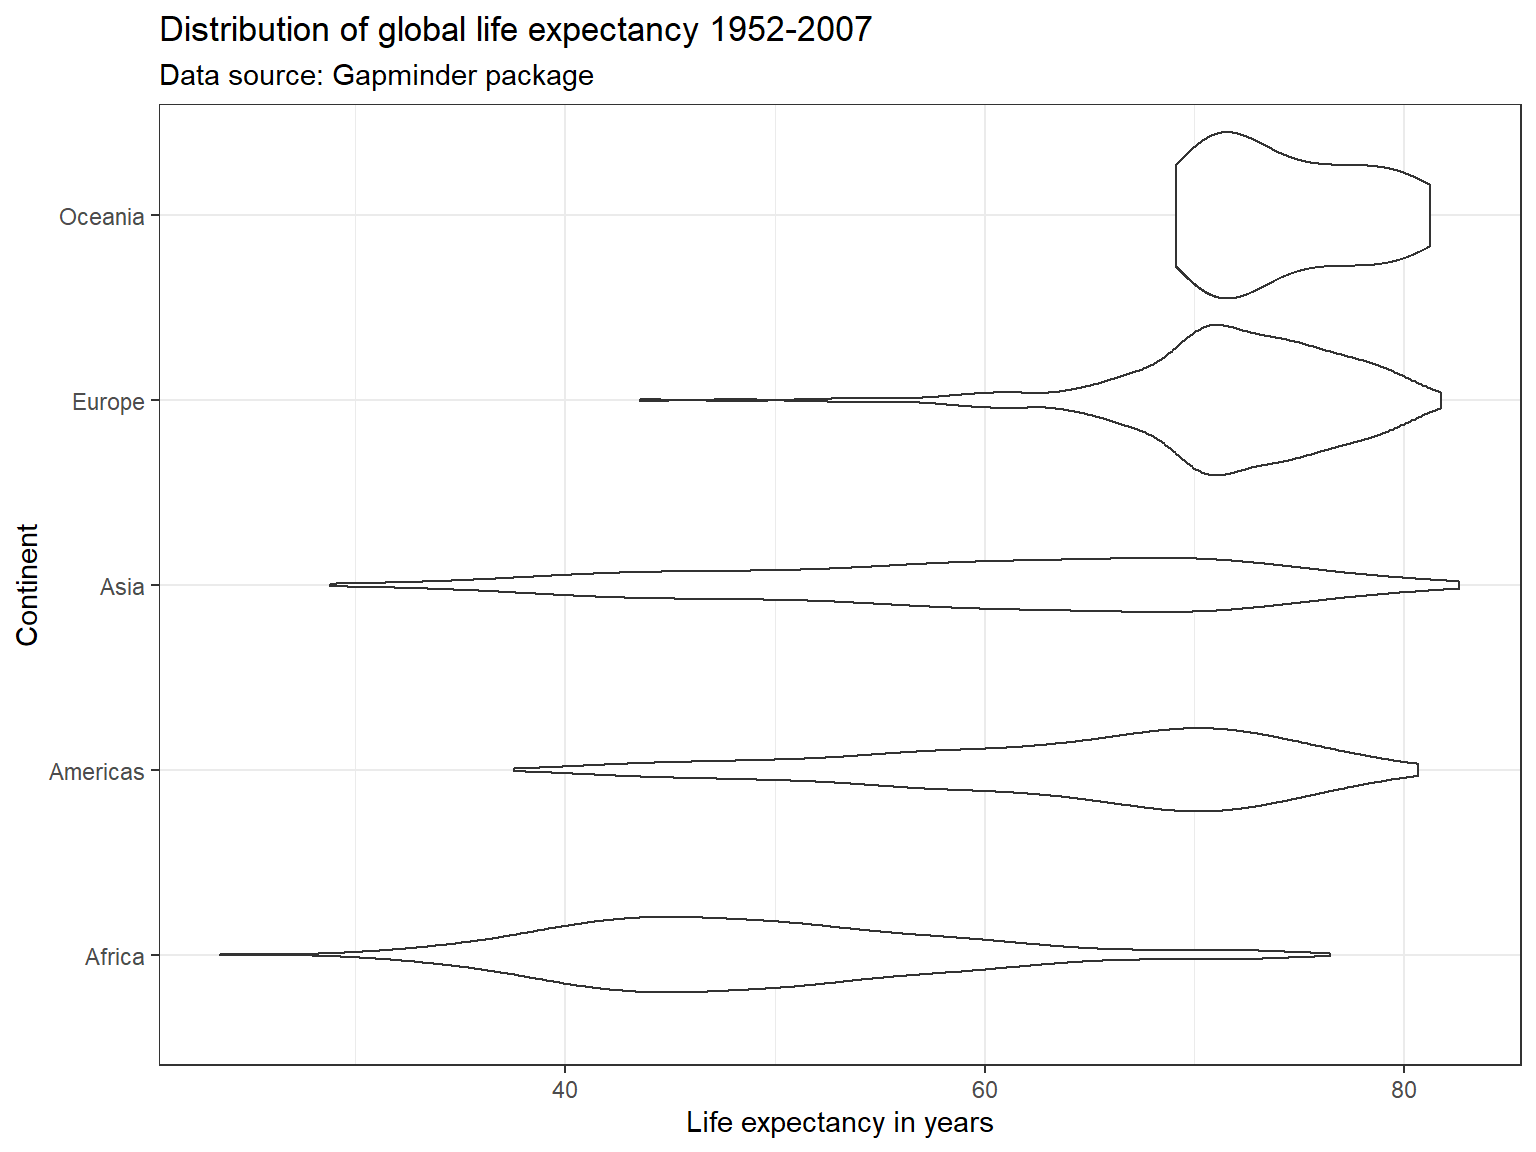 Distribution of global life expectancy 1952-2007
Data source: Gapminder package
Continent
Oceania
Europe
Asia
Americas
Africa
40 60 80
Life expectancy in years